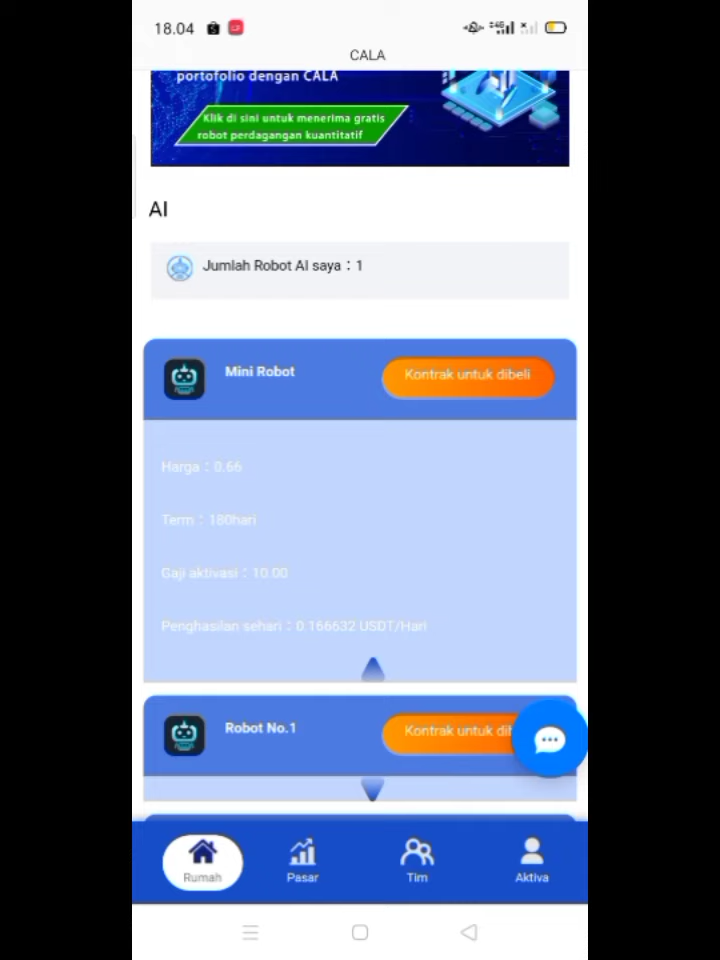 18.04
CALA
portofolio dengan CALA
Klik di sini untuk menerima gratis
robot perdagangan kuantitatif
AI
Jumlah Robot AI saya：1
Mini Robot
Kontrak untuk dibeli
Harga：0.66
Term：180hari
Gaji aktivasi：10.00
Penghasilan sehari：0.166632 USDT/Hari
Robot No.1
Kontrak untuk dib
Rumah
Pasar
Tim
Aktiva